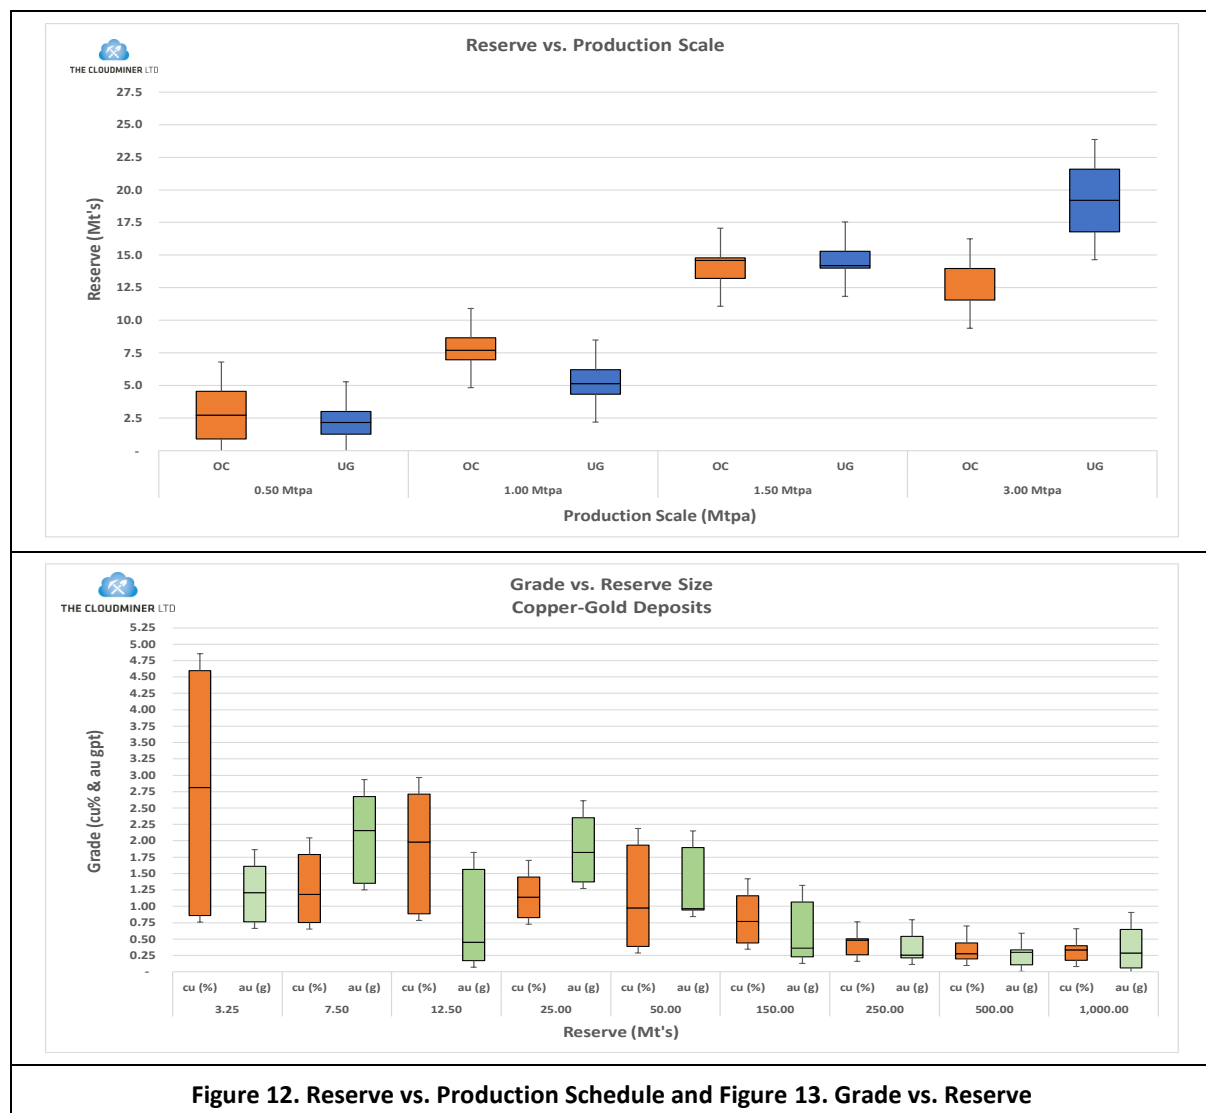 Reserve vs. Production Scale
THE CLOUDMINER LTD
27.5
25.0
22.5
20.0
17.5
15.0
12.5
10.0
7.5
5.0
2.5
-
Reserve (Mt's)
OC UG OC UG OC UG OC UG
0.50 Mtpa 1.00 Mtpa 1.50 Mtpa 3.00 Mtpa
Production Scale (Mtpa)
Grade vs. Reserve Size
Copper-Gold Deposits
THE CLOUDMINER LTD
5.25
5.00
4.75
4.50
4.25
4.00
3.75
3.50
3.25
3.00
2.75
2.50
2.25
2.00
1.75
1.50
1.25
1.00
0.75
0.50
0.25
-
Grade (cu% & au gpt)
cu (%) au (g) cu (%) au (g) cu (%) au (g) cu (%) au (g) cu (%) au (g) cu (%) au (g) cu (%) au (g) cu (%) au (g) cu (%) au (g)
3.25 7.50 12.50 25.00 50.00 150.00 250.00 500.00 1,000.00
Reserve (Mt's)
Figure 12. Reserve vs. Production Schedule and Figure 13. Grade vs. Reserve